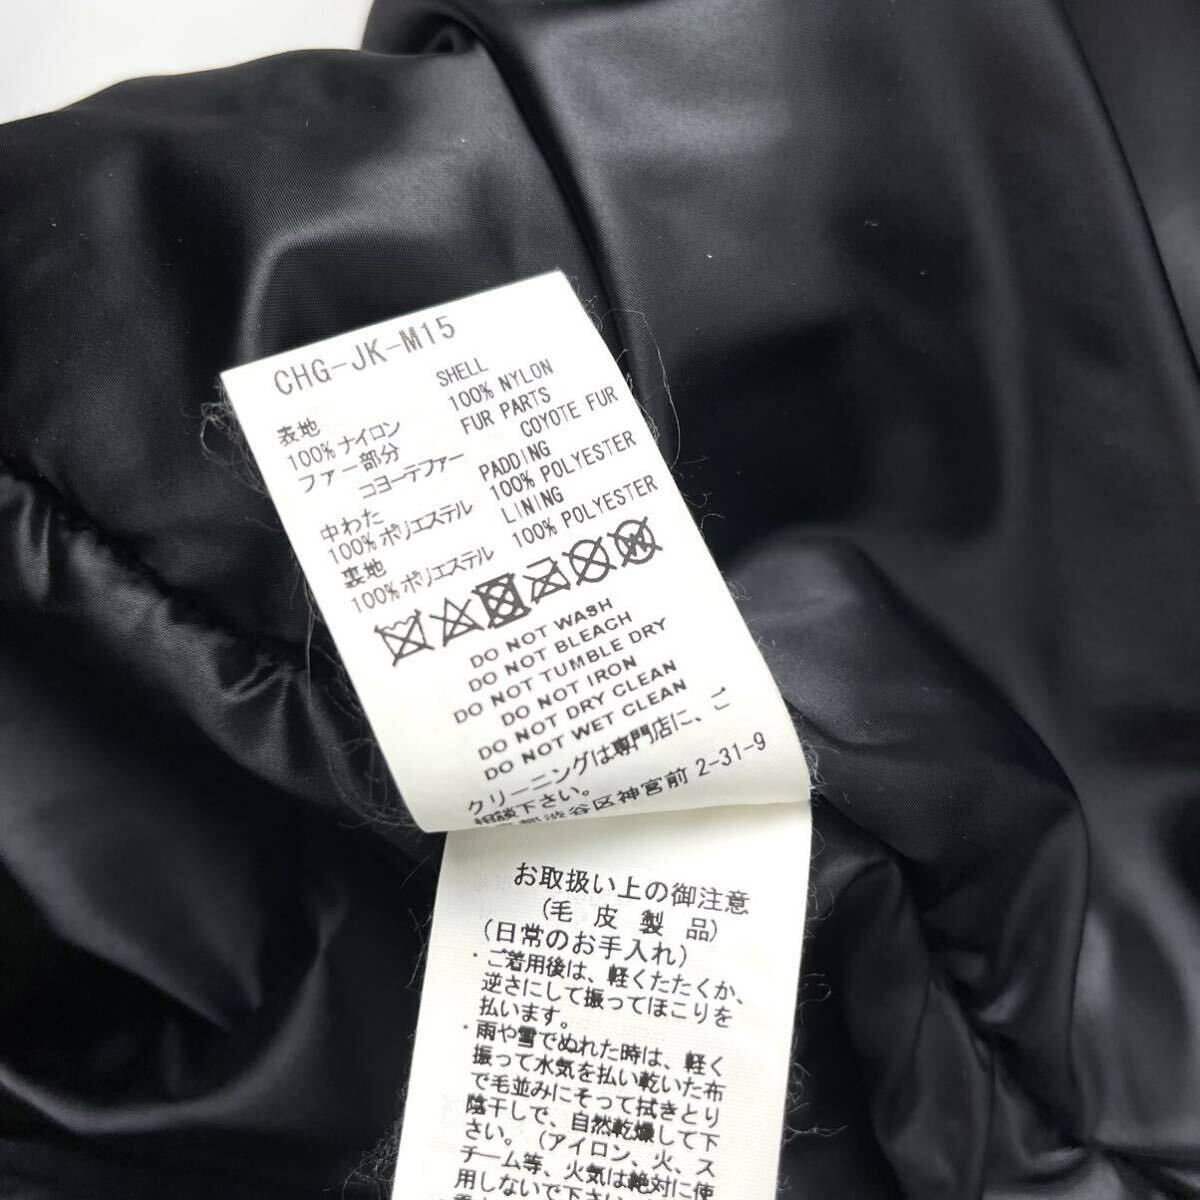 CHG-JK-M15
表地 SHELL
100% ナイロン 100% NYLON
ファー部分 FUR PARTS
コヨーテファー COYOTE FUR
中わた PADDING
100% ポリエステル 100% POLYESTER
裏地 LINING
100% ポリエステル 100% POLYESTER
DO NOT WASH
DO NOT BLEACH
DO NOT TUMBLE DRY
DO NOT IRON
DO NOT DRY CLEAN
DO NOT WET CLEAN
クリーニングは専門店に、ご
相談下さい。
都渋谷区神宮前 2-31-9
お取扱い上の御注意
(毛 皮 製 品)
(日常のお手入れ)
・ご着用後は、軽くたたくか、
逆さにして振ってほこりを
払います。
・雨や雪でぬれた時は、軽く
振って水気を払い乾いた布
で毛並みにそって拭きとり
陰干しで、自然乾燥して下
さい。(アイロン、火、ス
チーム等、火気は絶対に使
用しないで下さい